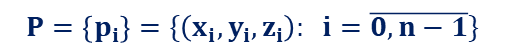 P = {pᵢ} = {(xᵢ, yᵢ, zᵢ): i = 0, n − 1}